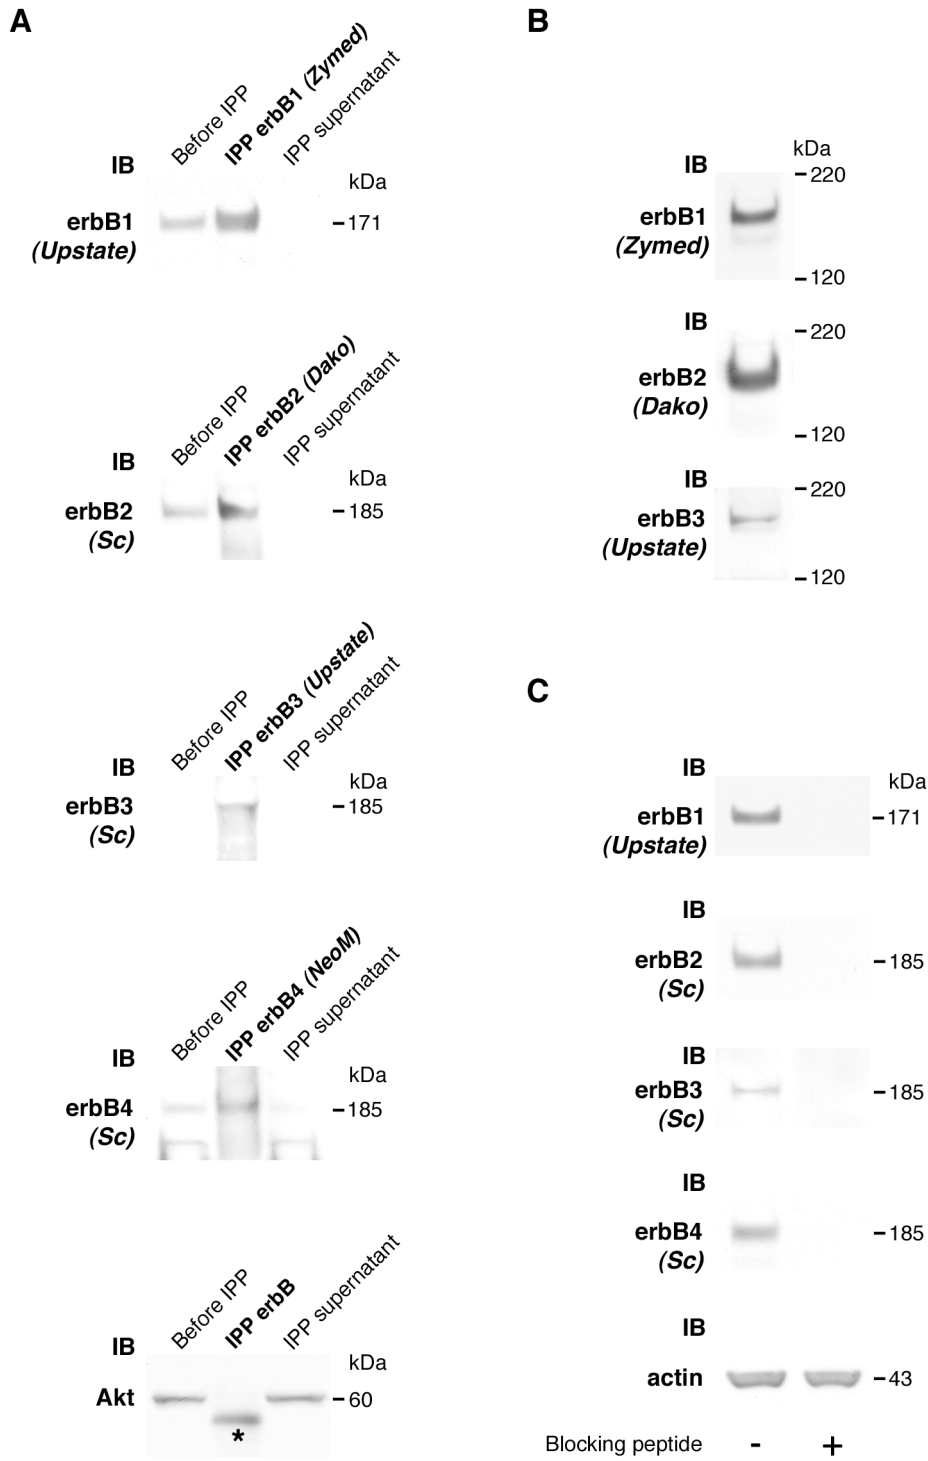 A
Before IPP
IPP erbB1 (Zymed)
IPP supernatant
IB
kDa
erbB1
(Upstate)
–171
Before IPP
IPP erbB2 (Dako)
IPP supernatant
IB
kDa
erbB2
(Sc)
–185
Before IPP
IPP erbB3 (Upstate)
IPP supernatant
IB
kDa
erbB3
(Sc)
–185
Before IPP
IPP erbB4 (NeoM)
IPP supernatant
IB
kDa
erbB4
(Sc)
–185
Before IPP
IPP erbB
IPP supernatant
IB
kDa
Akt
–60
*
B
kDa
IB
–220
erbB1
(Zymed)
–120
IB
–220
erbB2
(Dako)
–120
IB
–220
erbB3
(Upstate)
–120
C
IB
kDa
erbB1
(Upstate)
–171
IB
erbB2
(Sc)
–185
IB
erbB3
(Sc)
–185
IB
erbB4
(Sc)
–185
IB
actin
–43
Blocking peptide - +